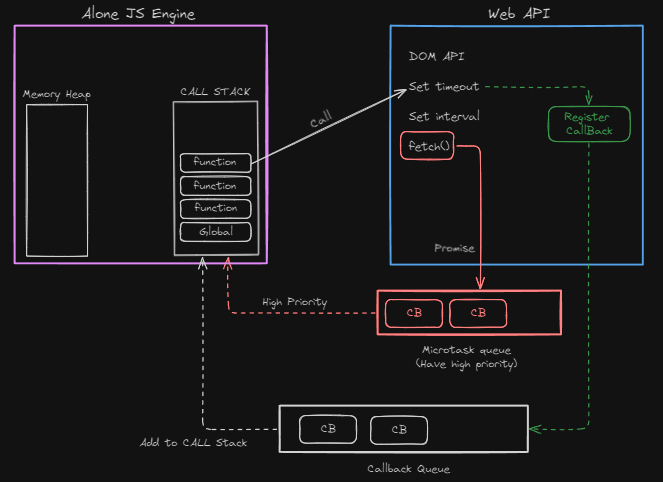 Alone JS Engine
Web API
DOM API
Memory Heap
CALL STACK
Set timeout
Call
Set interval
Register
CallBack
fetch()
function
function
function
Global
Promise
High Priority
CB
CB
Microtask queue
(Have high priority)
CB
CB
Add to CALL Stack
Callback Queue